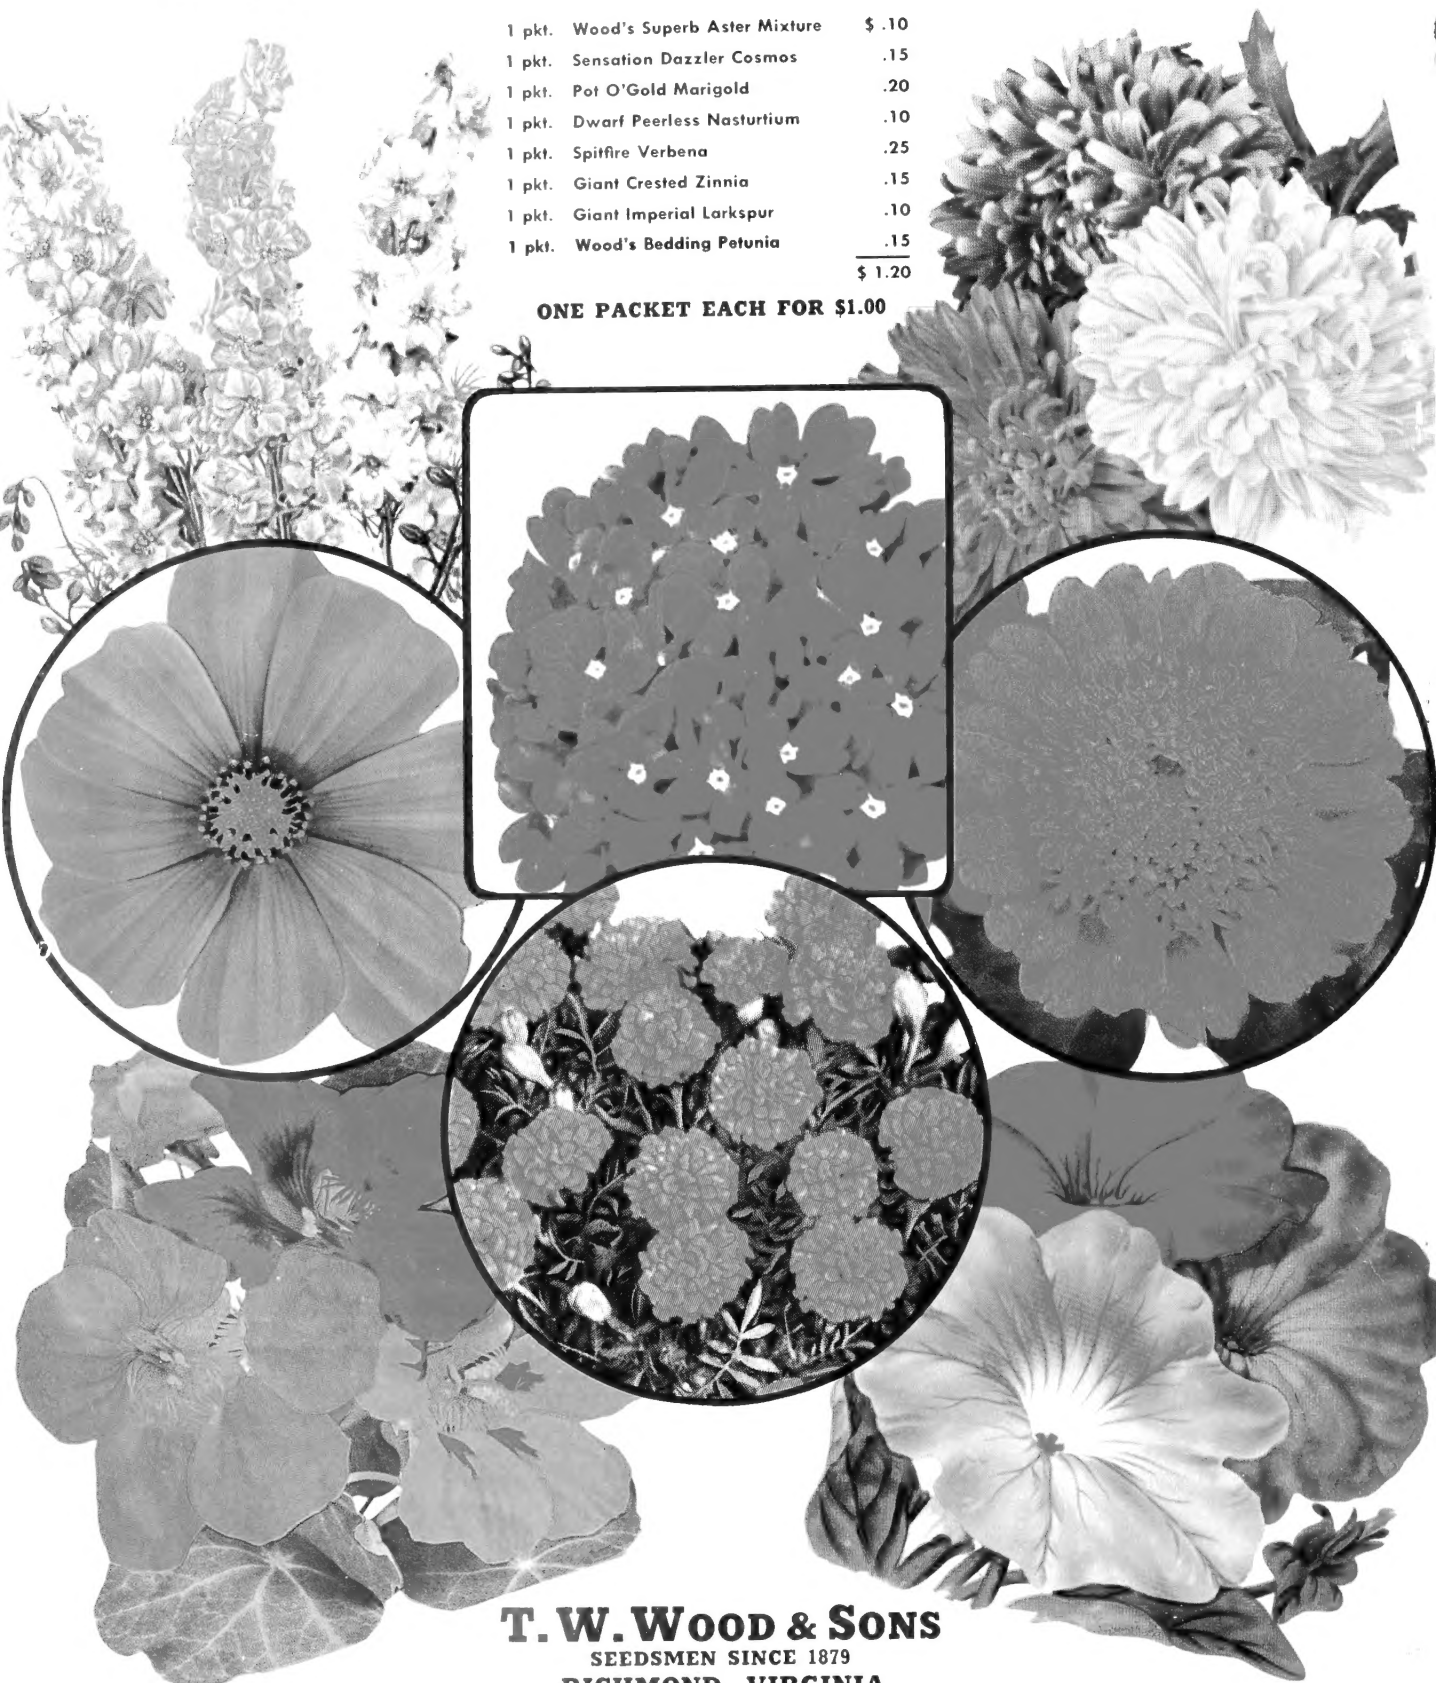 1 pkt. Wood's Superb Aster Mixture $ .10
1 pkt. Sensation Dazzler Cosmos .15
1 pkt. Pot O'Gold Marigold .20
1 pkt. Dwarf Peerless Nasturtium .10
1 pkt. Spitfire Verbena .25
1 pkt. Giant Crested Zinnia .15
1 pkt. Giant Imperial Larkspur .10
1 pkt. Wood's Bedding Petunia .15
$ 1.20
ONE PACKET EACH FOR $1.00
T. W. WOOD & SONS
SEEDSMEN SINCE 1879
RICHMOND, VIRGINIA